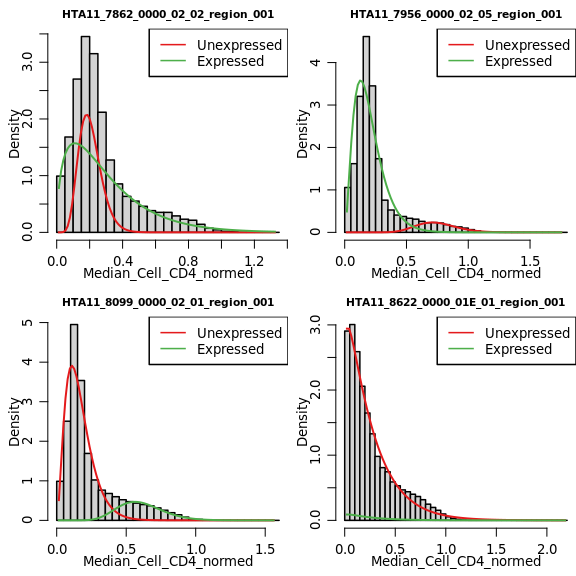 HTA11_7862_0000_02_02_region_001
Unexpressed
Expressed
Density
0.0
1.0
2.0
3.0
0.0
0.4
0.8
1.2
Median_Cell_CD4_normed
HTA11_7956_0000_02_05_region_001
Unexpressed
Expressed
Density
0
1
2
3
4
0.0
0.5
1.0
1.5
Median_Cell_CD4_normed
HTA11_8099_0000_02_01_region_001
Unexpressed
Expressed
Density
0
1
2
3
4
5
0.0
0.5
1.0
1.5
Median_Cell_CD4_normed
HTA11_8622_0000_01E_01_region_001
Unexpressed
Expressed
Density
0.0
1.0
2.0
3.0
0.0
0.5
1.0
1.5
2.0
Median_Cell_CD4_normed